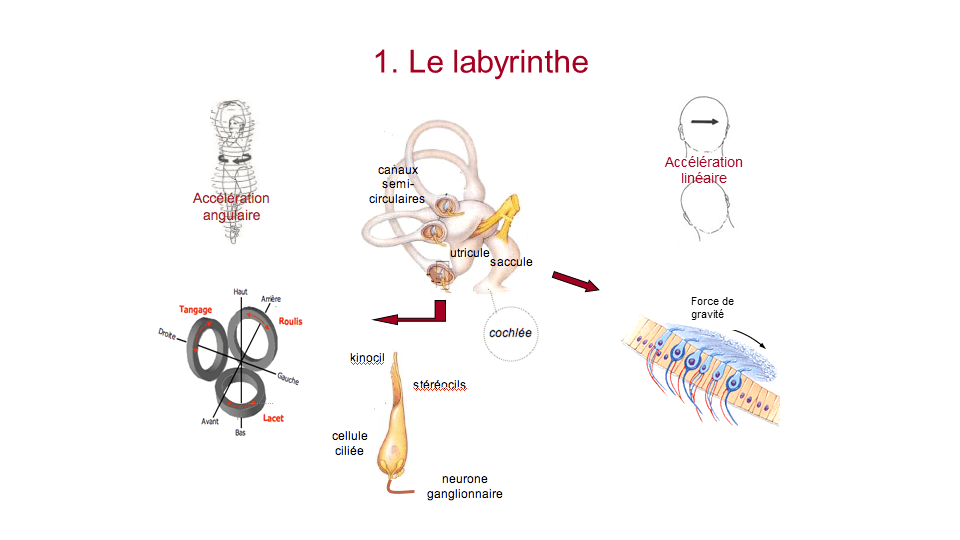 1. Le labyrinthe
Accélération
angulaire
canaux
semi-
circulaires
utricule
saccule
cochlée
Accélération
linéaire
Haut
Arrière
Tangage
Roulis
Droite
Gauche
Avant
Lacet
Bas
kinocil
stéréocils
cellule
ciliée
neurone
ganglionnaire
Force de
gravité